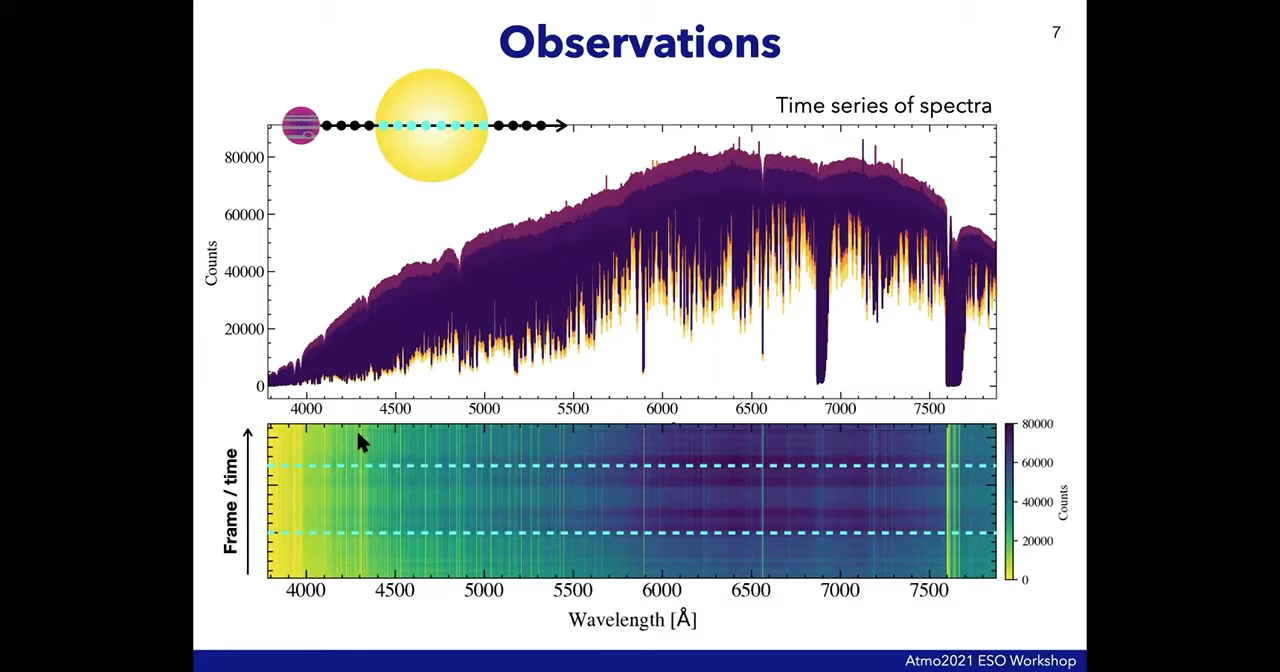 Observations
7
Time series of spectra
80000
60000
40000
20000
0
Counts
4000 4500 5000 5500 6000 6500 7000 7500
Frame / time
80000
60000
40000
20000
0
Counts
4000 4500 5000 5500 6000 6500 7000 7500
Wavelength [Å]
Atmo2021 ESO Workshop